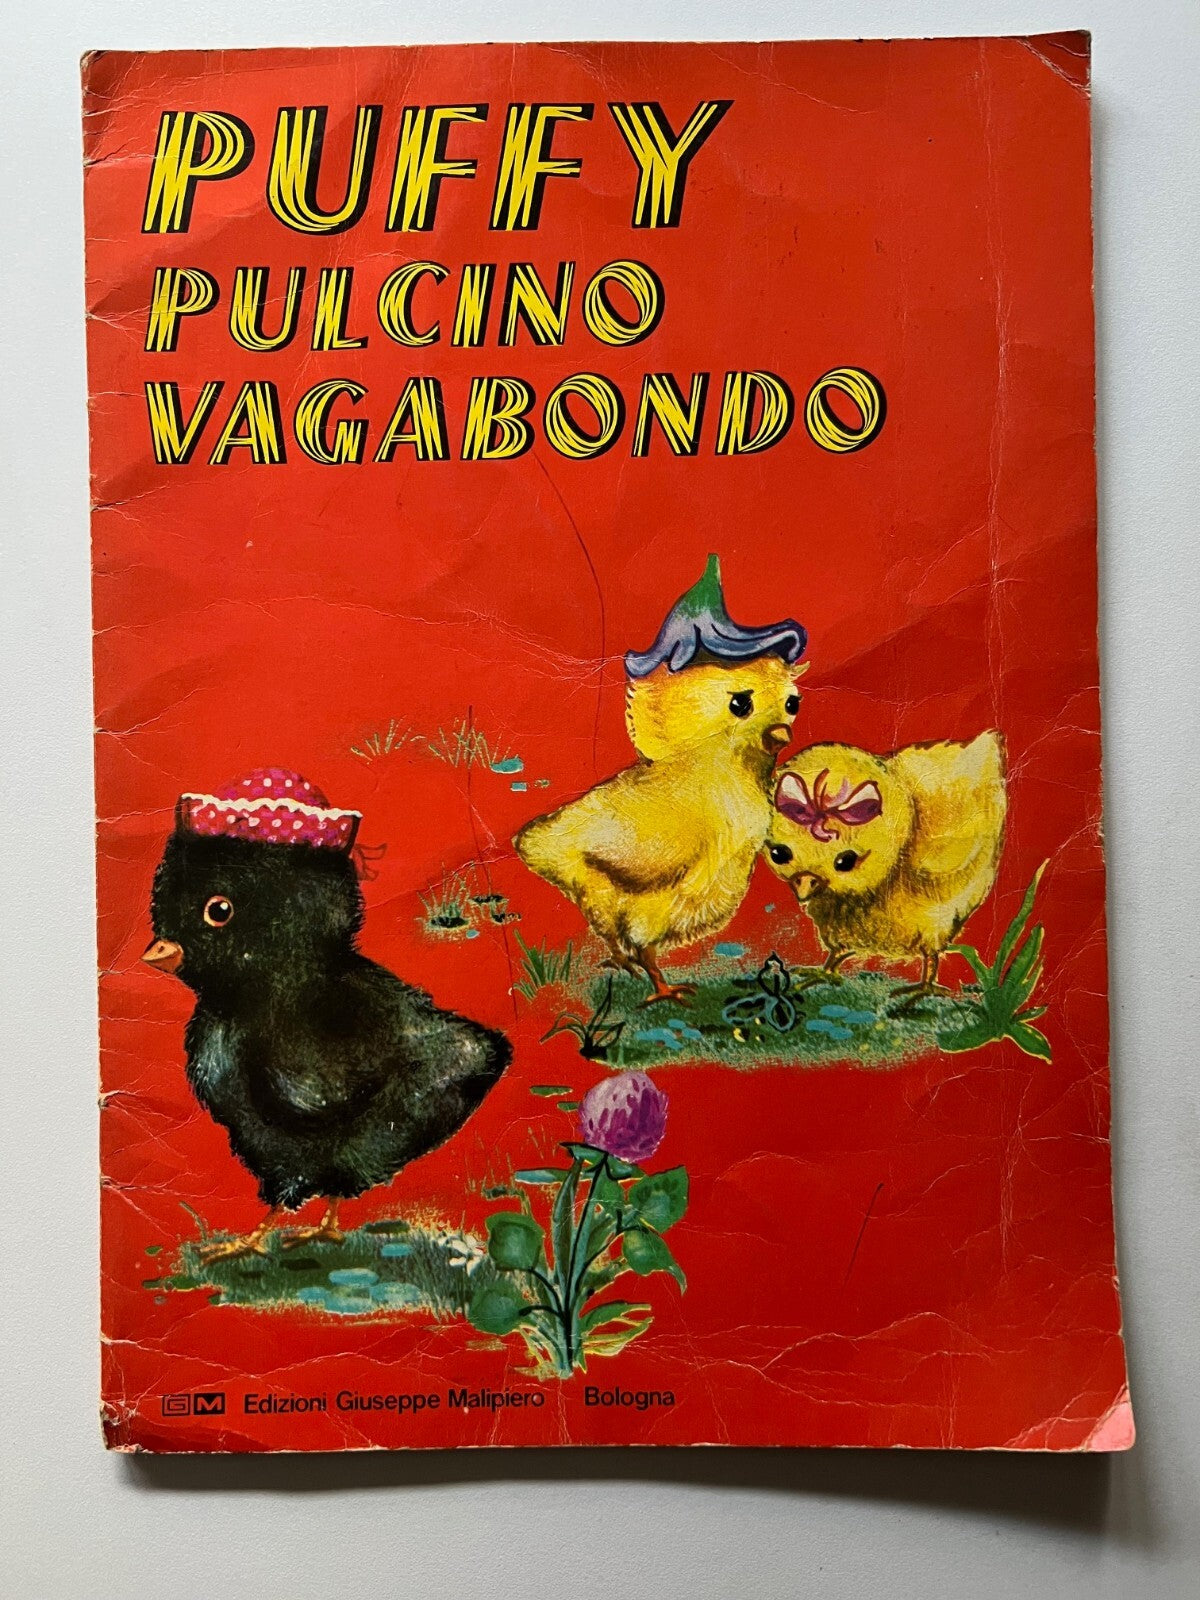 PUFFY
PULCINO
VAGABONDO
GM Edizioni Giuseppe Malipiero Bologna